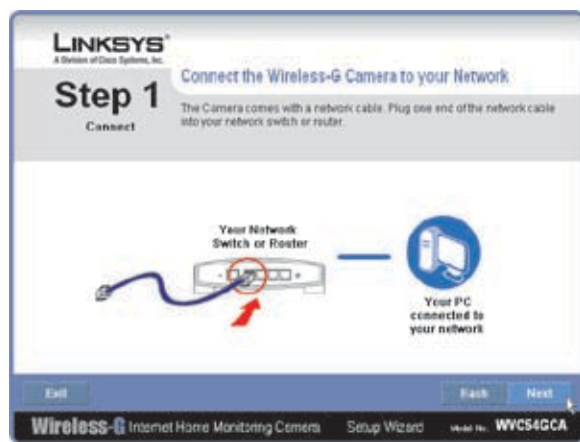 LINKSYS®
A Division of Cisco Systems, Inc.
Step 1
Connect
Connect the Wireless-G Camera to your Network
The Camera comes with a network cable. Plug one end of the network cable
into your network switch or router.
Your Network
Switch or Router
Your PC
connected to
your network
Exit
Back
Next
Wireless-G Internet Home Monitoring Camera
Setup Wizard
Model No. WVC54GCA